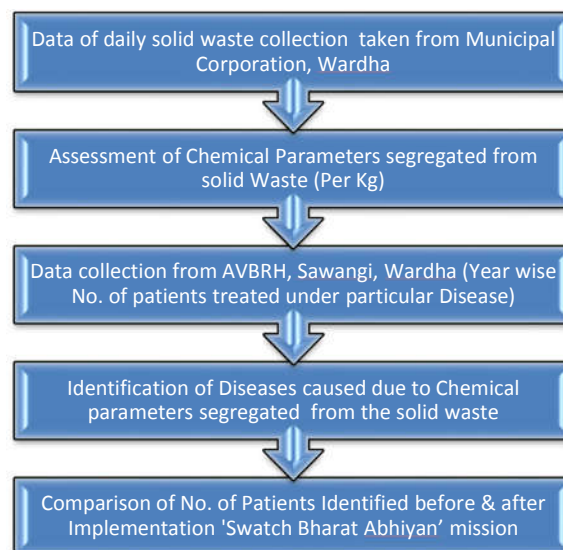 Data of daily solid waste collection  taken from Municipal
Corporation, Wardha
Assessment of Chemical Parameters segregated from
solid Waste (Per Kg)
Data collection from AVBRH, Sawangi, Wardha (Year wise
No. of patients treated under particular Disease)
Identification of Diseases caused due to Chemical
parameters segregated  from the solid waste
Comparison of No. of Patients Identified before & after
Implementation 'Swatch Bharat Abhiyan’ mission